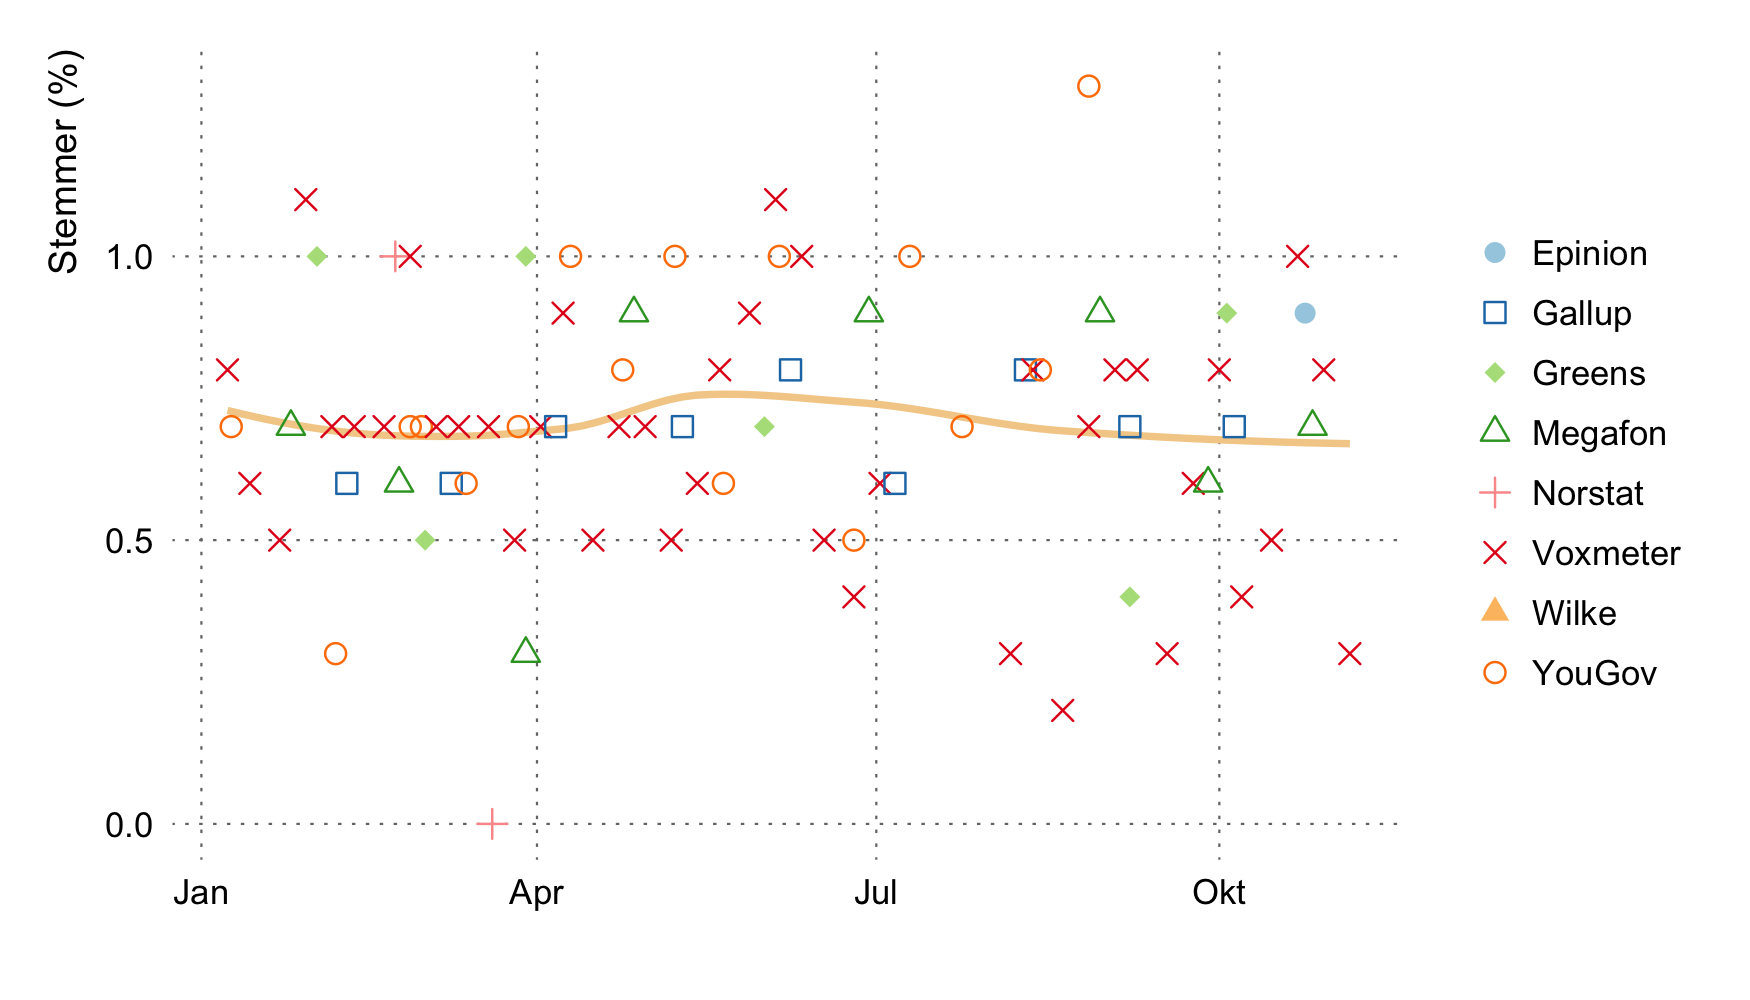 Stemmer (%)
1.0
0.5
0.0
Jan
Apr
Jul
Okt
Epinion
Gallup
Greens
Megafon
Norstat
Voxmeter
Wilke
YouGov